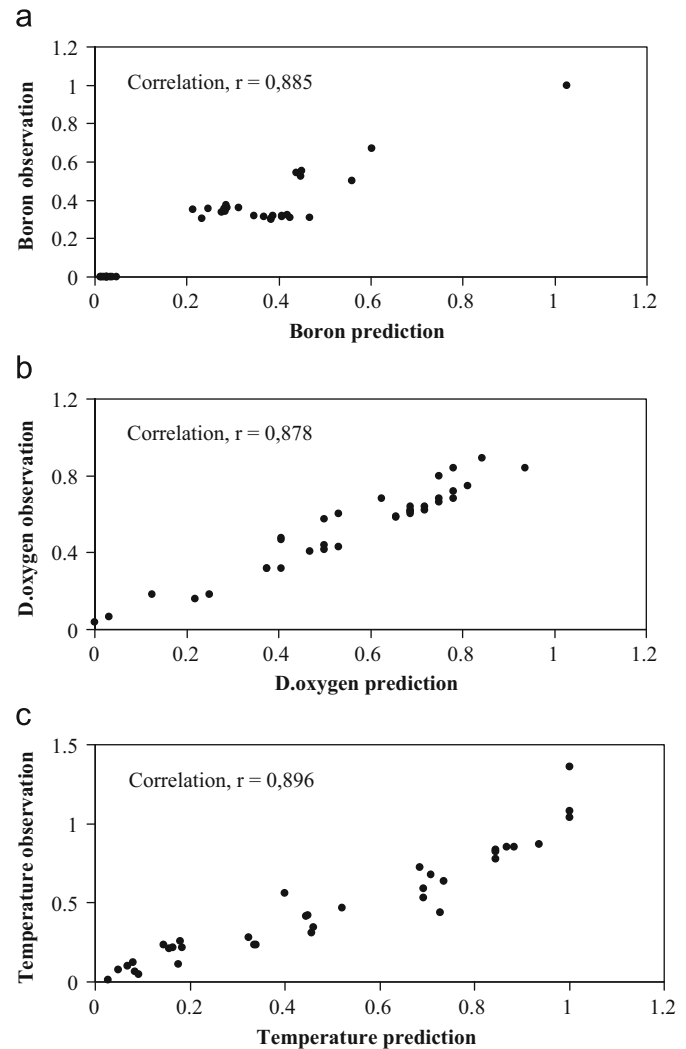 a
1.2
Correlation, r = 0,885
1
0.8
0.6
0.4
0.2
0
0 0.2 0.4 0.6 0.8 1 1.2
Boron observation
Boron prediction
b
1.2
Correlation, r = 0,878
0.8
0.4
0
0 0.2 0.4 0.6 0.8 1 1.2
D.oxygen observation
D.oxygen prediction
c
1.5
Correlation, r = 0,896
1
0.5
0
0 0.2 0.4 0.6 0.8 1 1.2
Temperature observation
Temperature prediction